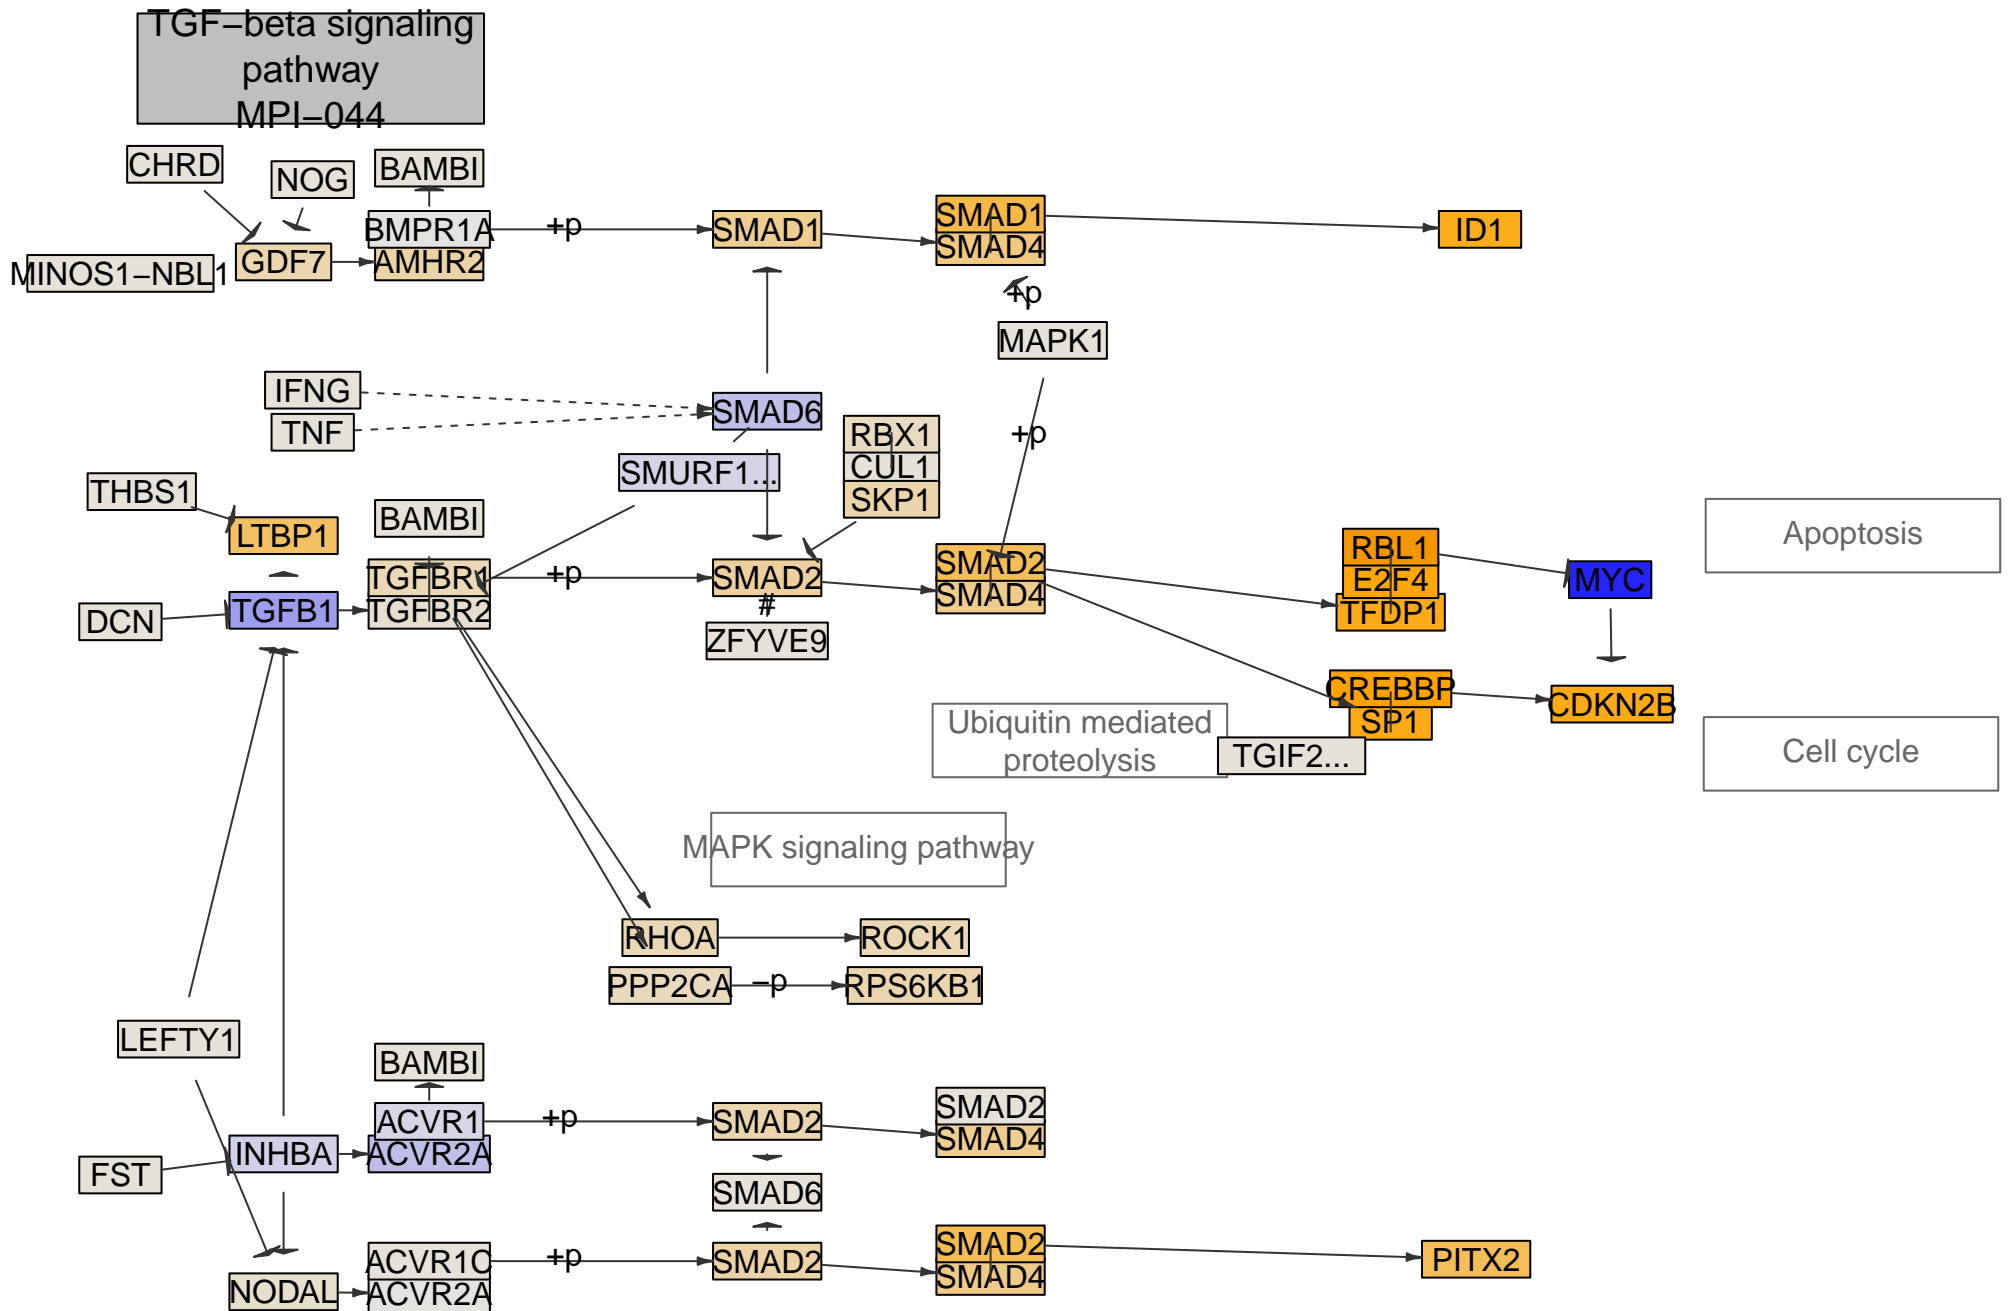 TGF−beta signaling
pathway
MPI−044
CHRD
NOG
BAMBI
BMPR1A
+p
SMAD1
SMAD1
SMAD4
ID1
MINOS1−NBL1
GDF7
AMHR2
+p
MAPK1
IFNG
TNF
SMAD6
RBX1
CUL1
SKP1
+p
SMURF1...
THBS1
LTBP1
BAMBI
TGFBR1
TGFBR2
+p
SMAD2
#
ZFYVE9
SMAD2
SMAD4
RBL1
E2F4
TFDP1
MYC
Apoptosis
DCN
TGFB1
CREBBP
SP1
CDKN2B
TGIF2...
Ubiquitin mediated
proteolysis
Cell cycle
MAPK signaling pathway
RHOA
ROCK1
PPP2CA
−p
RPS6KB1
LEFTY1
BAMBI
ACVR1
ACVR2A
+p
SMAD2
SMAD2
SMAD4
INHBA
FST
SMAD6
ACVR1C
ACVR2A
+p
SMAD2
SMAD2
SMAD4
PITX2
NODAL